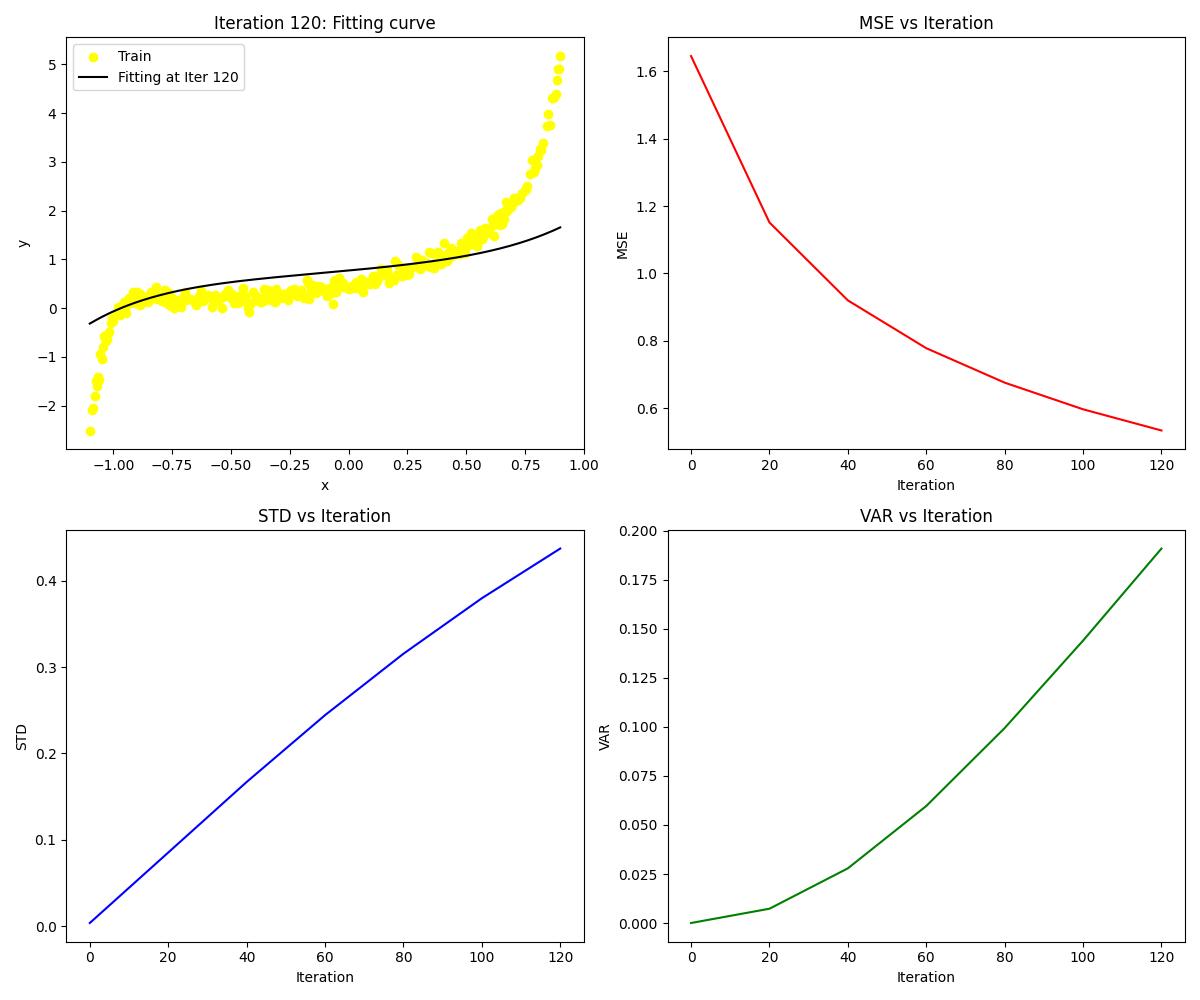 Iteration 120: Fitting curve
Train
Fitting at Iter 120
y
5
4
3
2
1
0
−1
−2
−1.00 −0.75 −0.50 −0.25 0.00 0.25 0.50 0.75 1.00
x
MSE vs Iteration
MSE
1.6
1.4
1.2
1.0
0.8
0.6
0 20 40 60 80 100 120
Iteration
STD vs Iteration
STD
0.4
0.3
0.2
0.1
0.0
0 20 40 60 80 100 120
Iteration
VAR vs Iteration
VAR
0.200
0.175
0.150
0.125
0.100
0.075
0.050
0.025
0.000
0 20 40 60 80 100 120
Iteration